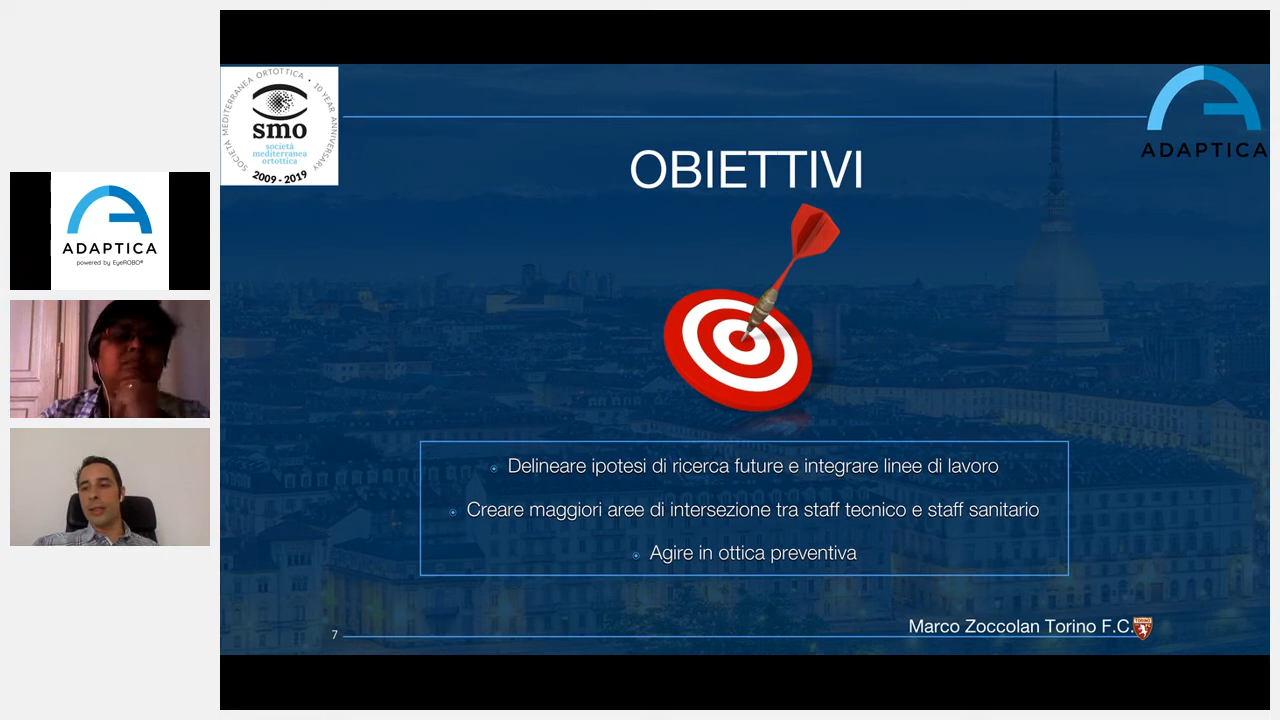 SOCIETÀ MEDITERRANEA ORTOTTICA • 10 YEAR ANNIVERSARY
smo
società
mediterranea
ortottica
2009 - 2019
ADAPTICA
OBIETTIVI
ADAPTICA
powered by EyeROBO®
Delineare ipotesi di ricerca future e integrare linee di lavoro
Creare maggiori aree di intersezione tra staff tecnico e staff sanitario
Agire in ottica preventiva
7
Marco Zoccolan Torino F.C.
TORINO